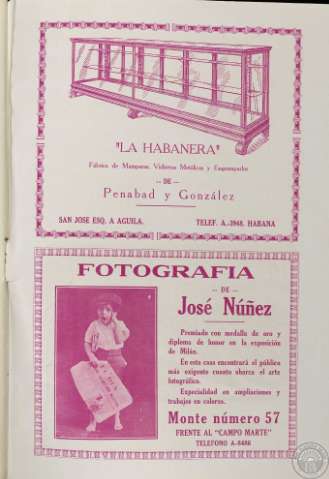 "LA HABANERA"
Fábrica de Mamparas, Vidrieras Metálicas y Engrampados
— DE —
Penabad y González
SAN JOSE ESQ. A AGUILA. TELEF. A.-3948. HABANA
FOTOGRAFIA
— DE —
José Núñez
Premiado con medalla de oro y
diploma de honor en la exposición
de Milán.
En esta casa encontrará el público
más exigente cuanto abarca el arte
fotográfico.
Especialidad en ampliaciones y
trabajos en colores.
Monte número 57
FRENTE AL "CAMPO MARTE"
TELEFONO A-8486